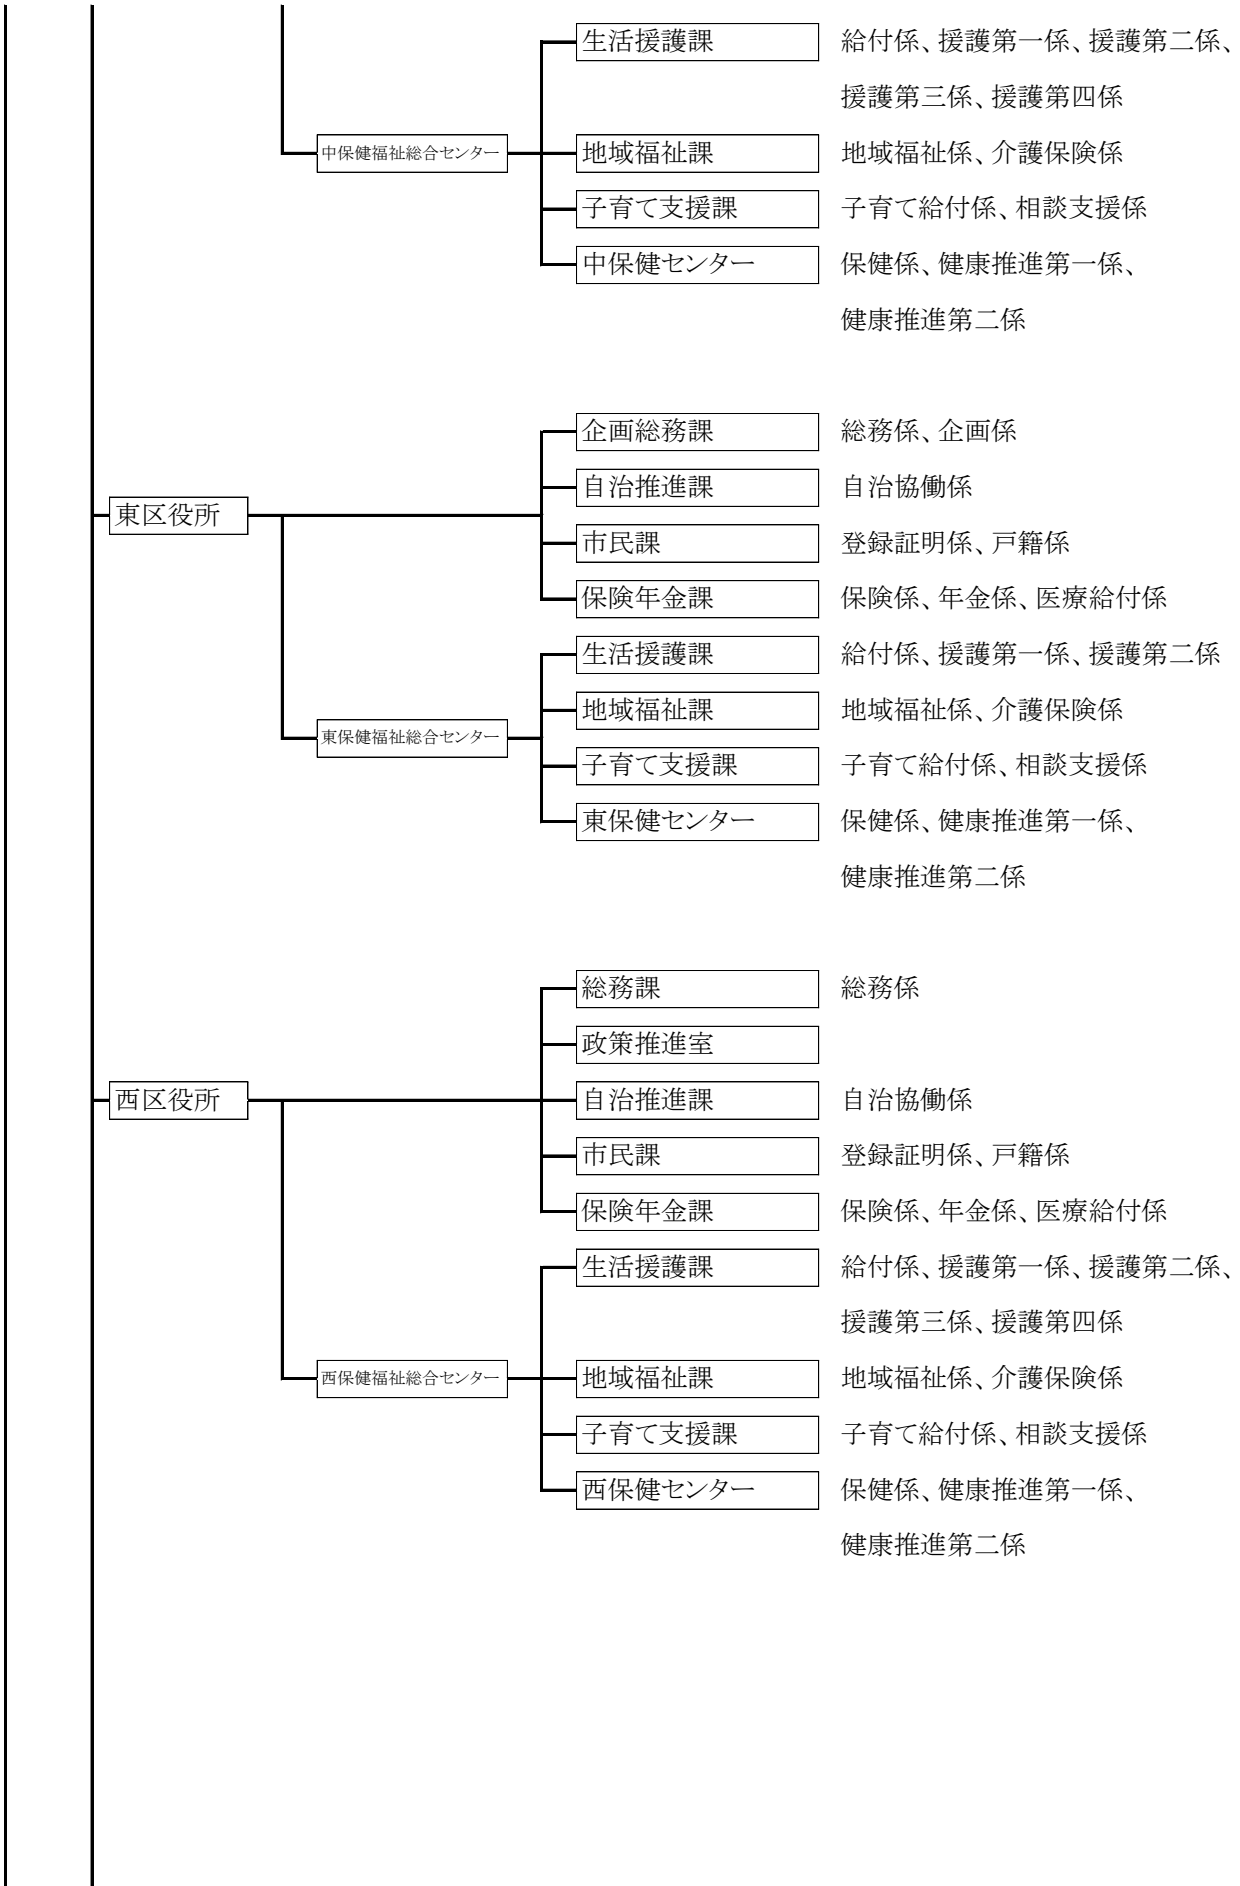 生活援護課 給付係、援護第一係、援護第二係、
援護第三係、援護第四係
中保健福祉総合センター 地域福祉課 地域福祉係、介護保険係
子育て支援課 子育て給付係、相談支援係
中保健センター 保健係、健康推進第一係、
健康推進第二係
企画総務課 総務係、企画係
自治推進課 自治協働係
東区役所
市民課 登録証明係、戸籍係
保険年金課 保険係、年金係、医療給付係
生活援護課 給付係、援護第一係、援護第二係
地域福祉課 地域福祉係、介護保険係
東保健福祉総合センター
子育て支援課 子育て給付係、相談支援係
東保健センター 保健係、健康推進第一係、
健康推進第二係
総務課 総務係
政策推進室
西区役所 自治推進課 自治協働係
市民課 登録証明係、戸籍係
保険年金課 保険係、年金係、医療給付係
生活援護課 給付係、援護第一係、援護第二係、
援護第三係、援護第四係
西保健福祉総合センター 地域福祉課 地域福祉係、介護保険係
子育て支援課 子育て給付係、相談支援係
西保健センター 保健係、健康推進第一係、
健康推進第二係